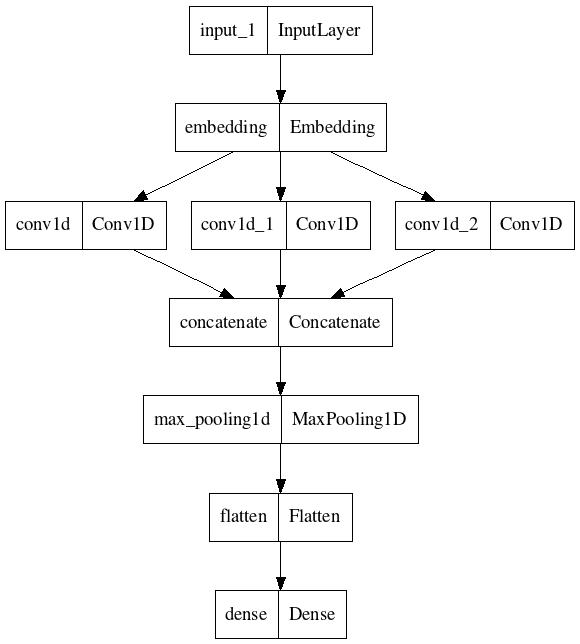 input_1 InputLayer
embedding Embedding
conv1d Conv1D conv1d_1 Conv1D conv1d_2 Conv1D
concatenate Concatenate
max_pooling1d MaxPooling1D
flatten Flatten
dense Dense